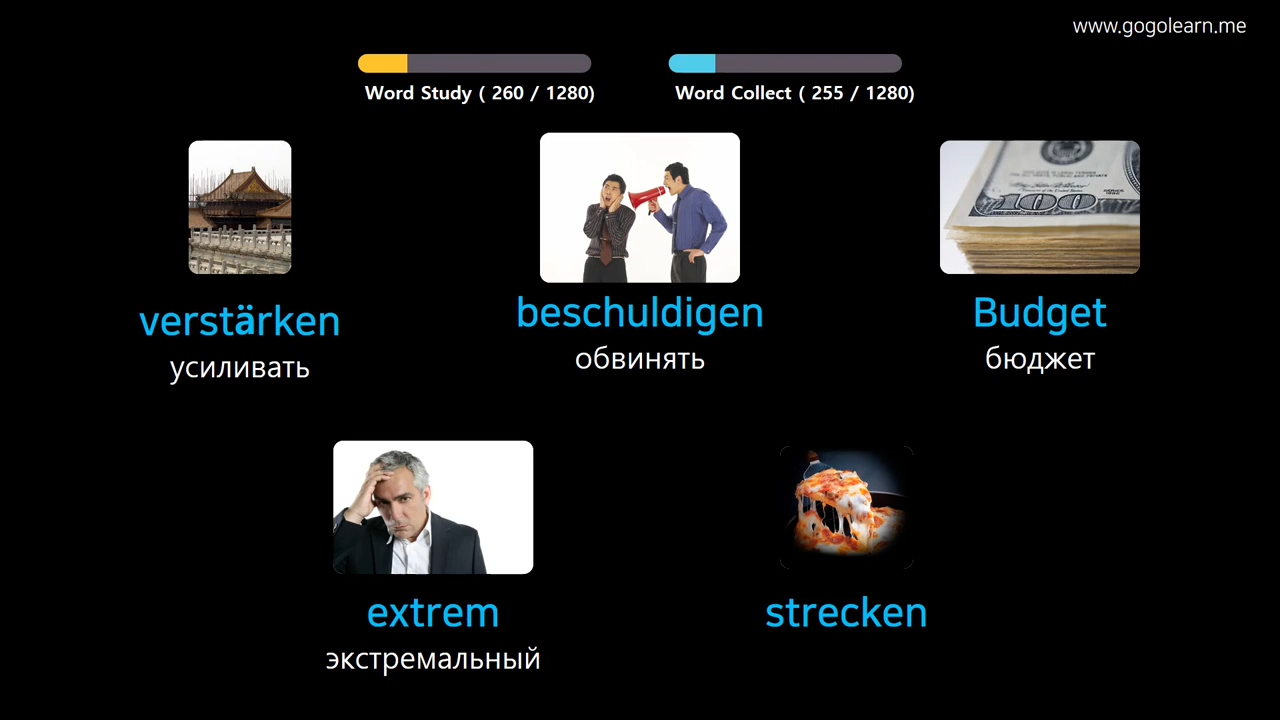 www.gogolearn.me
Word Study ( 260 / 1280)
Word Collect ( 255 / 1280)
verstärken
усиливать
beschuldigen
обвинять
Budget
бюджет
extrem
экстремальный
strecken
100